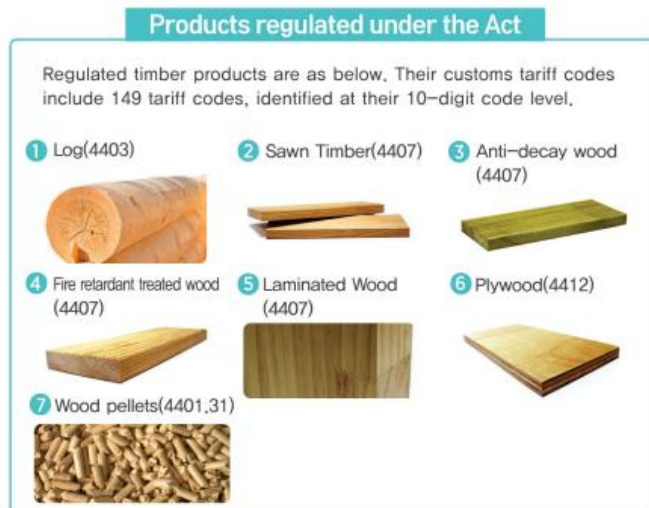 Products regulated under the Act
Regulated timber products are as below. Their customs tariff codes
include 149 tariff codes, identified at their 10-digit code level.
1 Log(4403)
2 Sawn Timber(4407)
3 Anti-decay wood
(4407)
4 Fire retardant treated wood
(4407)
5 Laminated Wood
(4407)
6 Plywood(4412)
7 Wood pellets(4401.31)